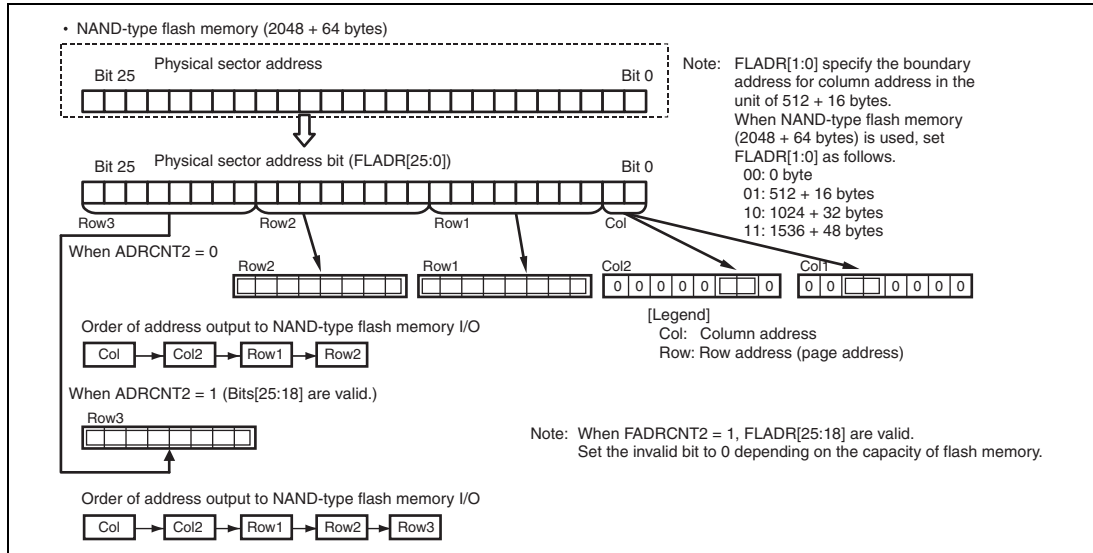 • NAND-type flash memory (2048 + 64 bytes)
Physical sector address
Bit 25
Bit 0
Note: FLADR[1:0] specify the boundary
address for column address in the
unit of 512 + 16 bytes.
When NAND-type flash memory
(2048 + 64 bytes) is used, set
FLADR[1:0] as follows.
00: 0 byte
01: 512 + 16 bytes
10: 1024 + 32 bytes
11: 1536 + 48 bytes
Physical sector address bit (FLADR[25:0])
Bit 25
Bit 0
Row3
Row2
Row1
Col
When ADRCNT2 = 0
Row2
Row1
Col2
0 0 0 0 0 0
Col1
0 0 0 0 0 0
[Legend]
Col: Column address
Row: Row address (page address)
Order of address output to NAND-type flash memory I/O
Col Col2 Row1 Row2
When ADRCNT2 = 1 (Bits[25:18] are valid.)
Row3
Note: When FADRCNT2 = 1, FLADR[25:18] are valid.
Set the invalid bit to 0 depending on the capacity of flash memory.
Order of address output to NAND-type flash memory I/O
Col Col2 Row1 Row2 Row3